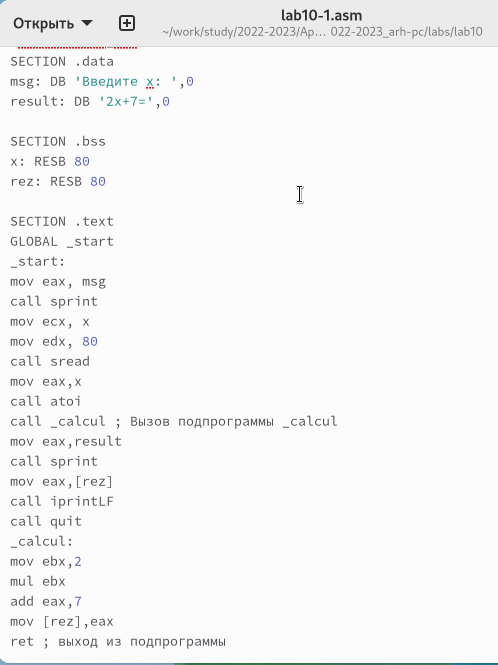 Открыть
lab10-1.asm
~/work/study/2022-2023/Ap... 022-2023_arh-pc/labs/lab10
SECTION .data
msg: DB 'Введите x: ',0
result: DB '2x+7=',0
SECTION .bss
x: RESB 80
rez: RESB 80
SECTION .text
GLOBAL _start
_start:
mov eax, msg
call sprint
mov ecx, x
mov edx, 80
call sread
mov eax,x
call atoi
call _calcul ; Вызов подпрограммы _calcul
mov eax,result
call sprint
mov eax,[rez]
call iprintLF
call quit
_calcul:
mov ebx,2
mul ebx
add eax,7
mov [rez],eax
ret ; выход из подпрограммы